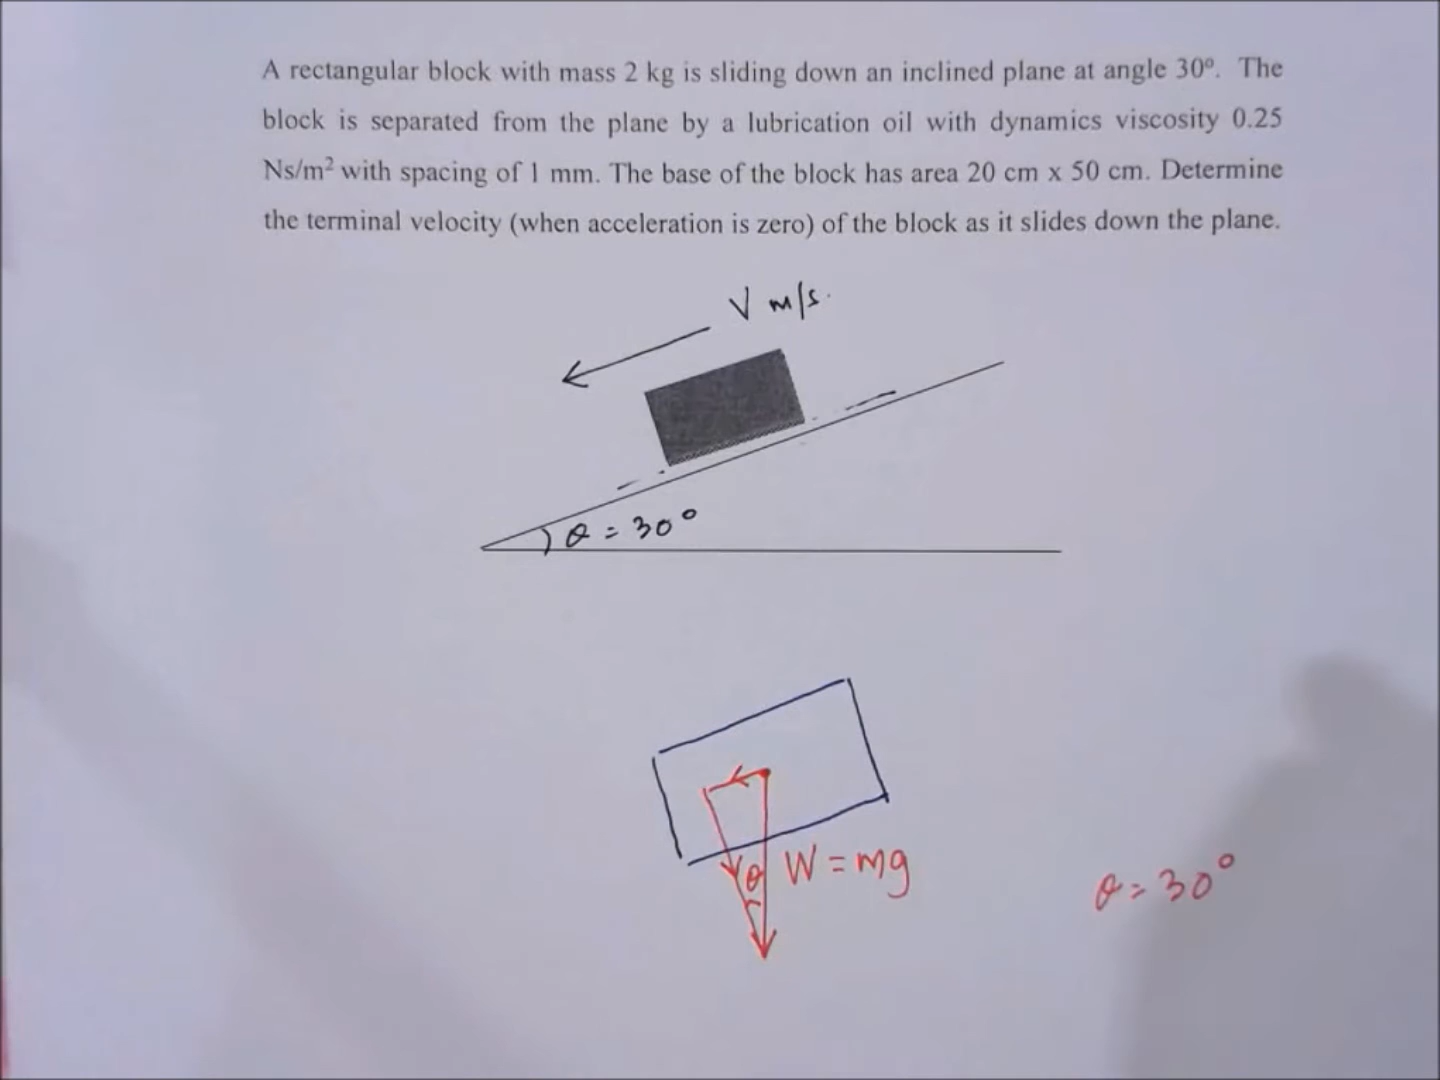 A rectangular block with mass 2 kg is sliding down an inclined plane at angle 30º. The
block is separated from the plane by a lubrication oil with dynamics viscosity 0.25
Ns/m² with spacing of 1 mm. The base of the block has area 20 cm x 50 cm. Determine
the terminal velocity (when acceleration is zero) of the block as it slides down the plane.
V m/s.
θ = 30°
θ W = mg
θ = 30°